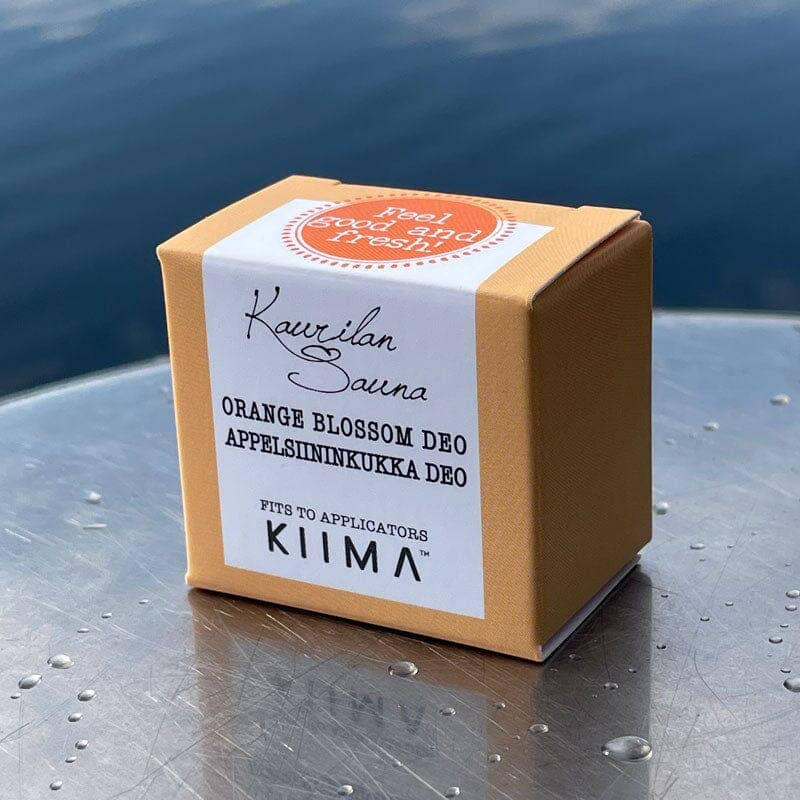 Feel
good and
fresh!
Kaurilan
Sauna
ORANGE BLOSSOM DEO
APPELSIININKUKKA DEO
FITS TO APPLICATORS
KIIMA™